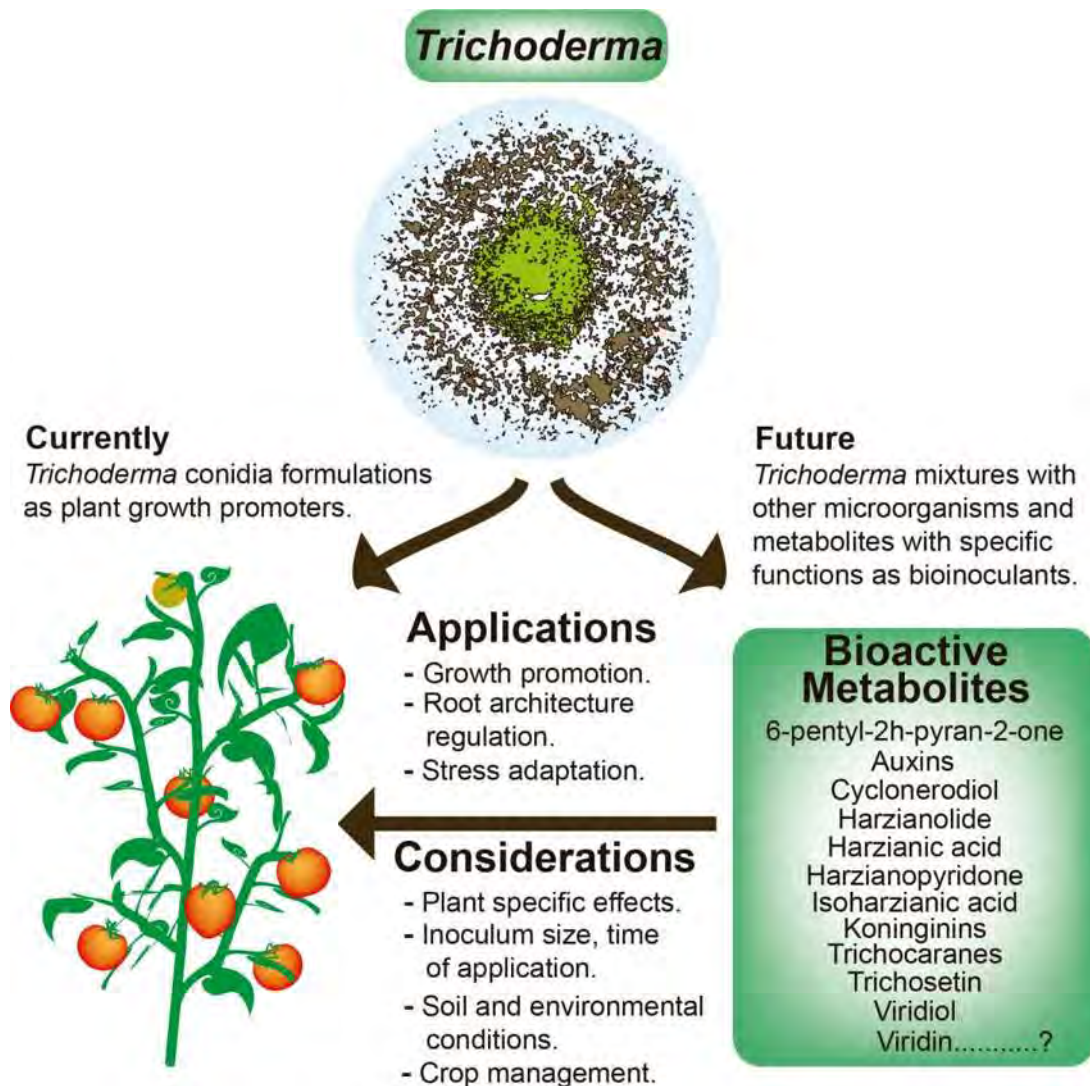 Trichoderma
Currently
Trichoderma conidia formulations
as plant growth promoters.
Future
Trichoderma mixtures with
other microorganisms and
metabolites with specific
functions as bioinoculants.
Applications
- Growth promotion.
- Root architecture
regulation.
- Stress adaptation.
Considerations
- Plant specific effects.
- Inoculum size, time
of application.
- Soil and environmental
conditions.
- Crop management.
Bioactive
Metabolites
6-pentyl-2h-pyran-2-one
Auxins
Cyclonerodiol
Harzianolide
Harzianic acid
Harzianopyridone
Isoharzianic acid
Koninginins
Trichocaranes
Trichosetin
Viridiol
Viridin...........?